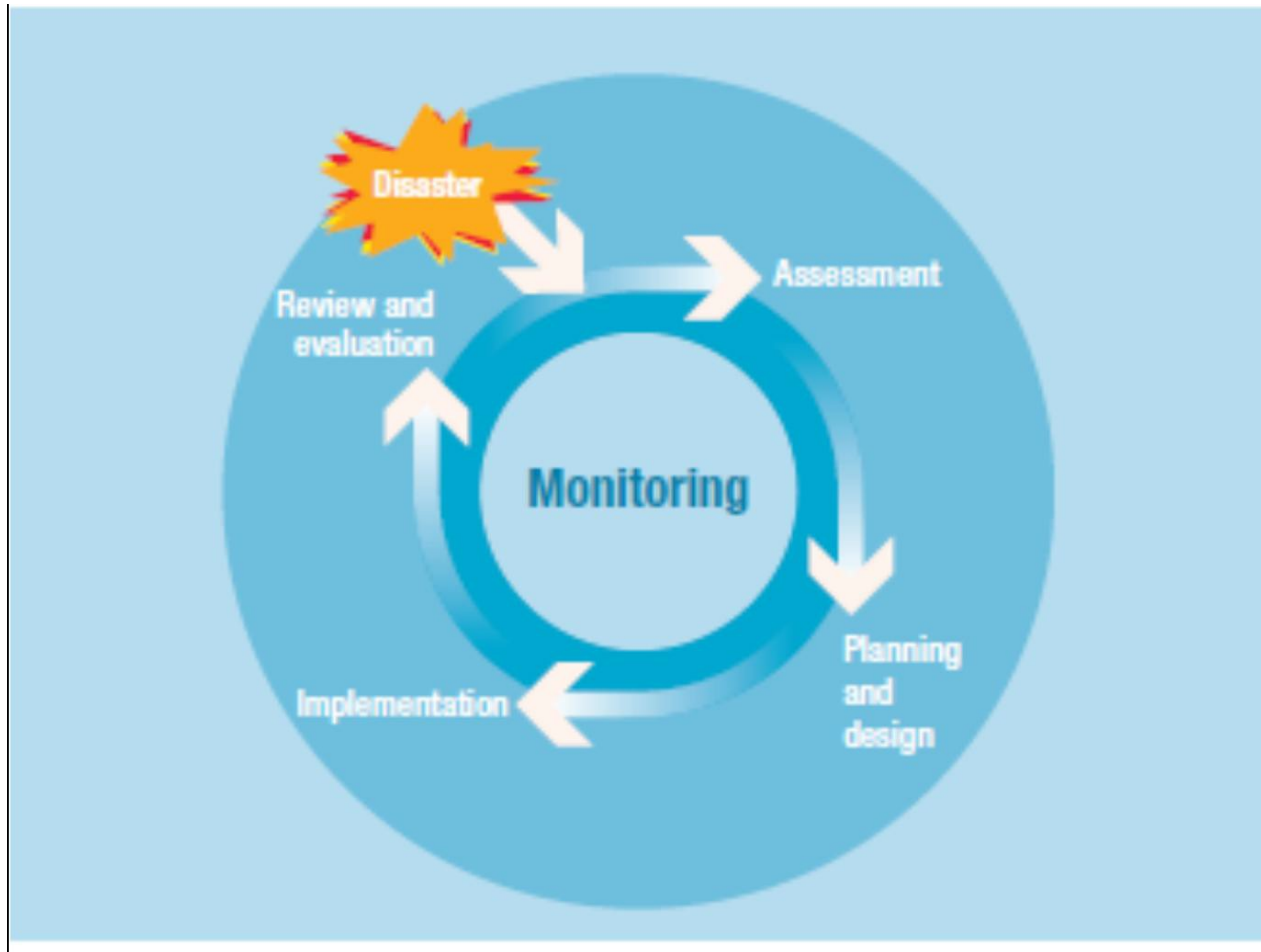 Disaster
Assessment
Review and
evaluation
Monitoring
Planning
and
design
Implementation